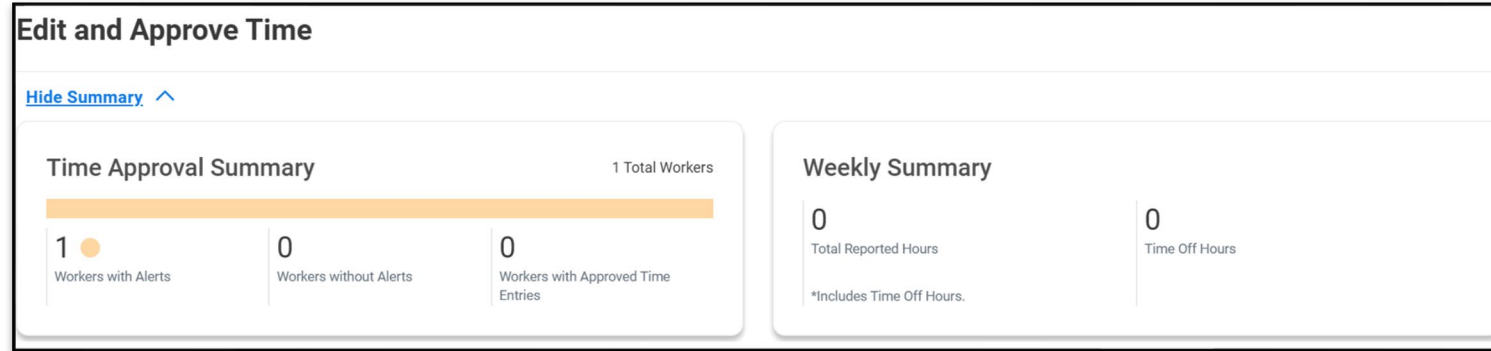 Edit and Approve Time
Hide Summary
Time Approval Summary
1 Total Workers
1
Workers with Alerts
0
Workers without Alerts
0
Workers with Approved Time
Entries
Weekly Summary
0
Total Reported Hours
*Includes Time Off Hours.
0
Time Off Hours